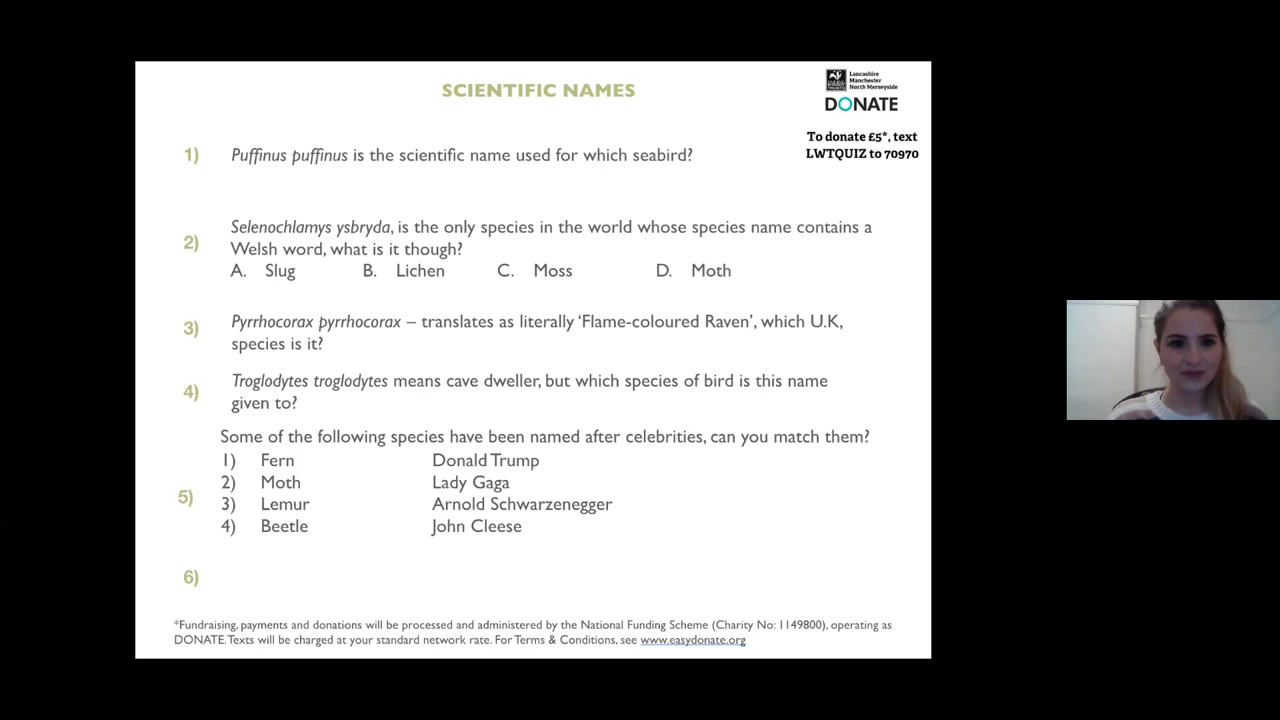 SCIENTIFIC NAMES
Lancashire
Manchester
North Merseyside
DONATE
To donate £5*, text
LWTQUIZ to 70970
1) Puffinus puffinus is the scientific name used for which seabird?
2) Selenochlamys ysbryda, is the only species in the world whose species name contains a
Welsh word, what is it though?
A. Slug B. Lichen C. Moss D. Moth
3) Pyrrhocorax pyrrhocorax – translates as literally ‘Flame-coloured Raven’, which U.K,
species is it?
4) Troglodytes troglodytes means cave dweller, but which species of bird is this name
given to?
5) Some of the following species have been named after celebrities, can you match them?
1) Fern Donald Trump
2) Moth Lady Gaga
3) Lemur Arnold Schwarzenegger
4) Beetle John Cleese
6)
*Fundraising, payments and donations will be processed and administered by the National Funding Scheme (Charity No: 1149800), operating as
DONATE. Texts will be charged at your standard network rate. For Terms & Conditions, see www.easydonate.org